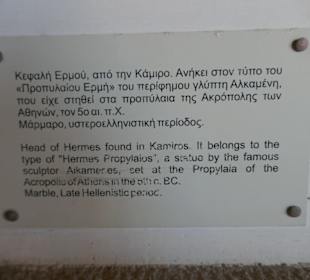 Κεφαλή Ερμού, από την Κάμιρο. Ανήκει στον τύπο του
«Προπυλαίου Ερμή» του περίφημου γλύπτη Αλκαμένη,
που είχε στηθεί στα προπύλαια της Ακρόπολης των
Αθηνών, τον 5ο αι. π.Χ.
Μάρμαρο, υστεροελληνιστική περίοδος.
Head of Hermes found in Kamiros. It belongs to the
type of "Hermes Propylaios", a statue by the famous
sculptor Alkamenes, set at the Propylaia of the
Acropolis of Athens in the 5th c. BC.
Marble, Late Hellenistic period.